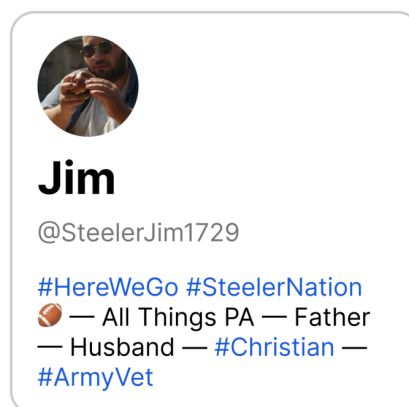 Jim
@SteelerJim1729
#HereWeGo #SteelerNation
🏈 — All Things PA — Father
— Husband — #Christian —
#ArmyVet